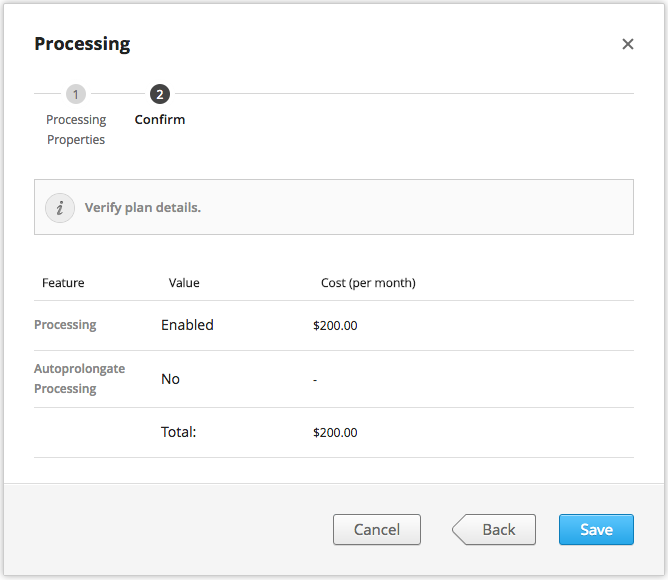 Processing
×
1 2
Processing Confirm
Properties
i Verify plan details.
Feature Value Cost (per month)
Processing Enabled $200.00
Autoprolongate
Processing No -
Total: $200.00
Cancel Back Save